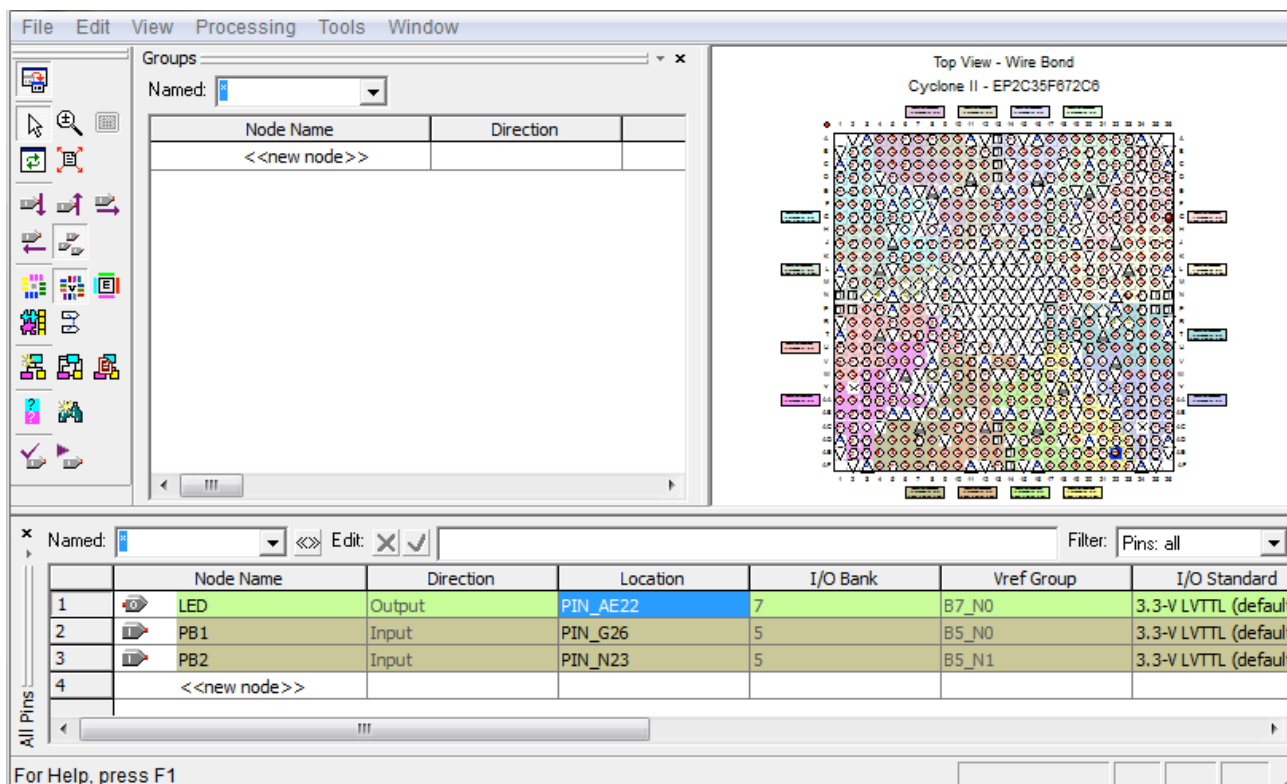 File Edit View Processing Tools Window
Groups
Named: *
Node Name Direction
<<new node>>
Top View - Wire Bond
Cyclone II - EP2C35F672C6
Named: * Edit: Filter: Pins: all
Node Name Direction Location I/O Bank Vref Group I/O Standard
1 LED Output PIN_AE22 7 B7_N0 3.3-V LVTTL (defaul
2 PB1 Input PIN_G26 5 B5_N0 3.3-V LVTTL (defaul
3 PB2 Input PIN_N23 5 B5_N1 3.3-V LVTTL (defaul
4 <<new node>>
All Pins
For Help, press F1